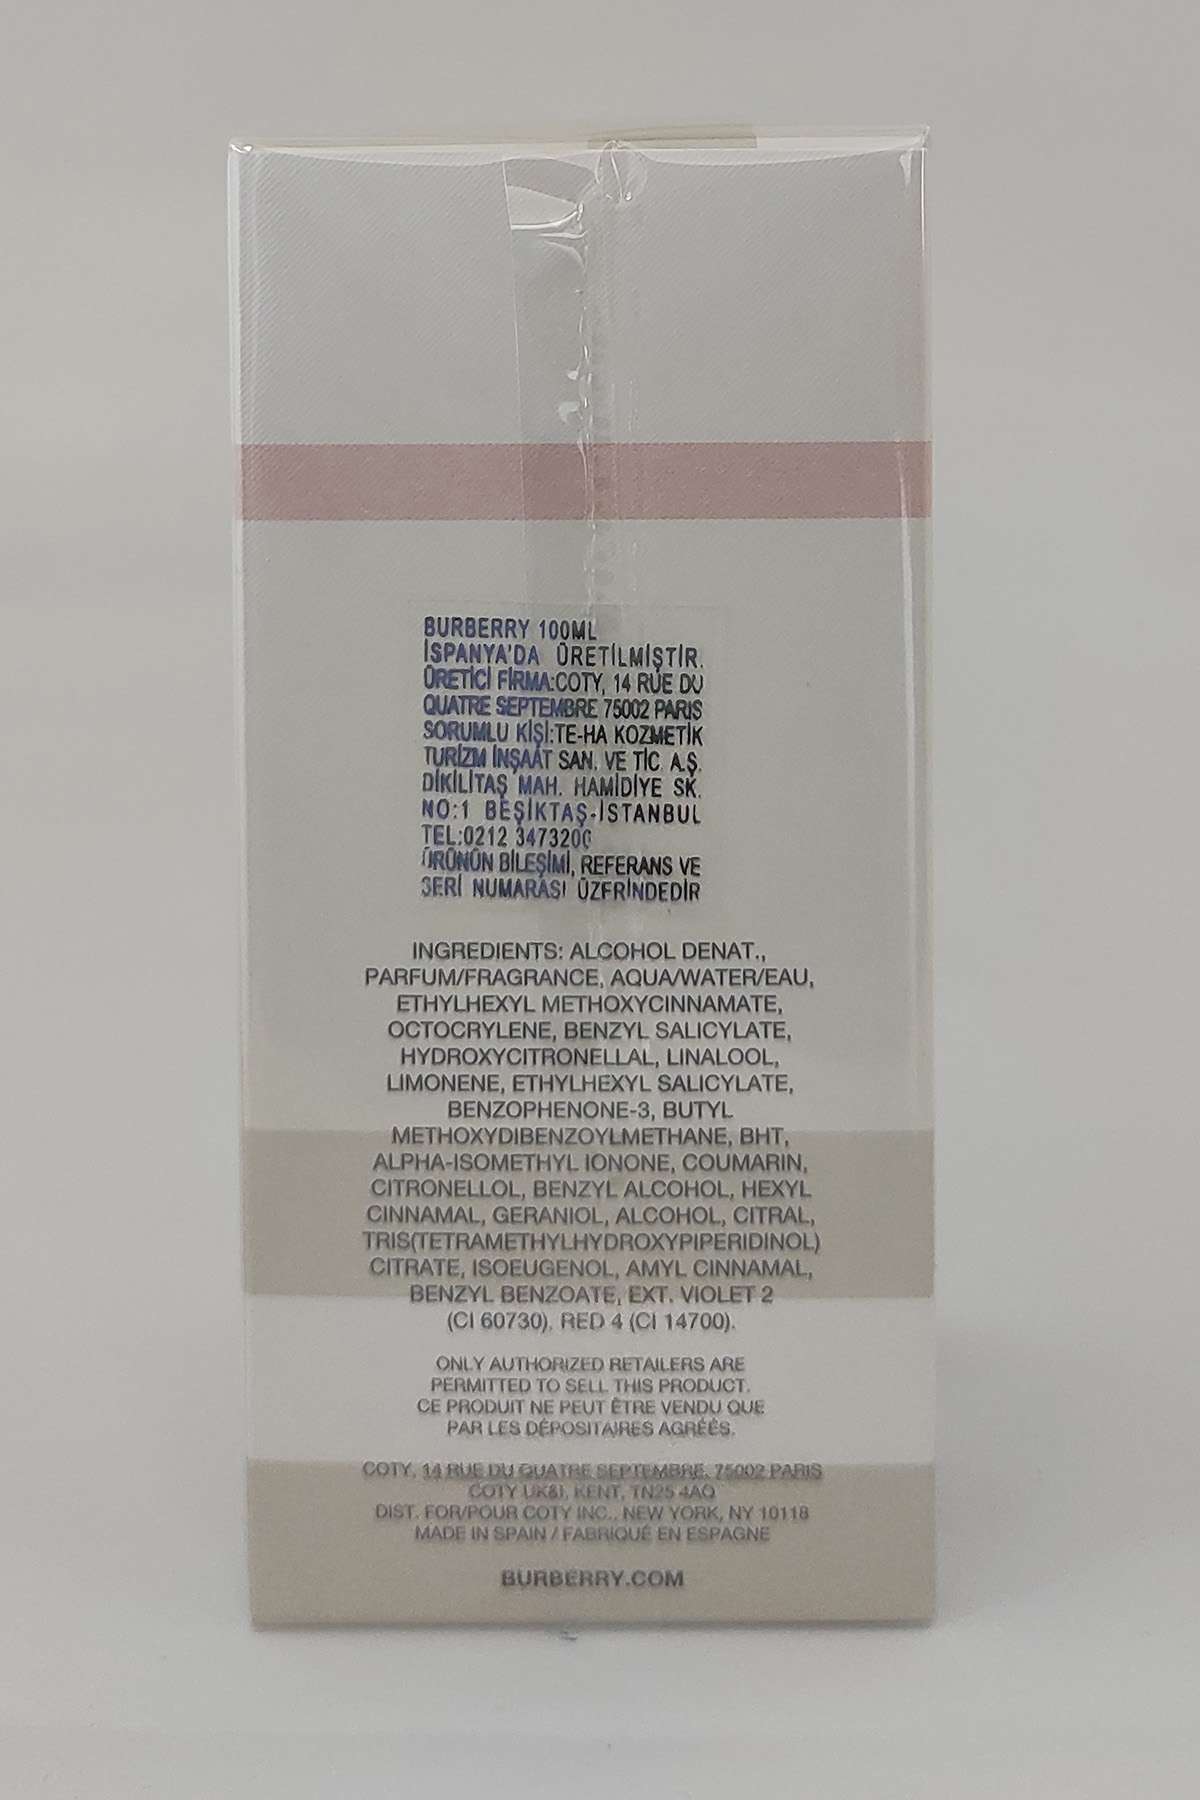 BURBERRY 100ML
İSPANYA'DA ÜRETİLMİŞTİR.
ÜRETİCİ FİRMA:COTY, 14 RUE DU
QUATRE SEPTEMBRE 75002 PARIS
SORUMLU KİŞİ:TE-HA KOZMETİK
TURİZM İNŞAAT SAN. VE TİC. A.Ş.
DİKİLİTAŞ MAH. HAMİDİYE SK.
NO:1 BEŞİKTAŞ-İSTANBUL
TEL:0212 3473200
ÜRÜNÜN BİLEŞİMİ, REFERANS VE
SERİ NUMARASI ÜZERİNDEDİR
INGREDIENTS: ALCOHOL DENAT.,
PARFUM/FRAGRANCE, AQUA/WATER/EAU,
ETHYLHEXYL METHOXYCINNAMATE,
OCTOCRYLENE, BENZYL SALICYLATE,
HYDROXYCITRONELLAL, LINALOOL,
LIMONENE, ETHYLHEXYL SALICYLATE,
BENZOPHENONE-3, BUTYL
METHOXYDIBENZOYLMETHANE, BHT,
ALPHA-ISOMETHYL IONONE, COUMARIN,
CITRONELLOL, BENZYL ALCOHOL, HEXYL
CINNAMAL, GERANIOL, ALCOHOL, CITRAL,
TRIS(TETRAMETHYLHYDROXYPIPERIDINOL)
CITRATE, ISOEUGENOL, AMYL CINNAMAL,
BENZYL BENZOATE, EXT. VIOLET 2
(CI 60730), RED 4 (CI 14700).
ONLY AUTHORIZED RETAILERS ARE
PERMITTED TO SELL THIS PRODUCT.
CE PRODUIT NE PEUT ÊTRE VENDU QUE
PAR LES DÉPOSITAIRES AGRÉÉS.
COTY, 14 RUE DU QUATRE SEPTEMBRE, 75002 PARIS
COTY UK&I, KENT, TN25 4AQ
DIST. FOR/POUR COTY INC., NEW YORK, NY 10118
MADE IN SPAIN / FABRIQUÉ EN ESPAGNE
BURBERRY.COM